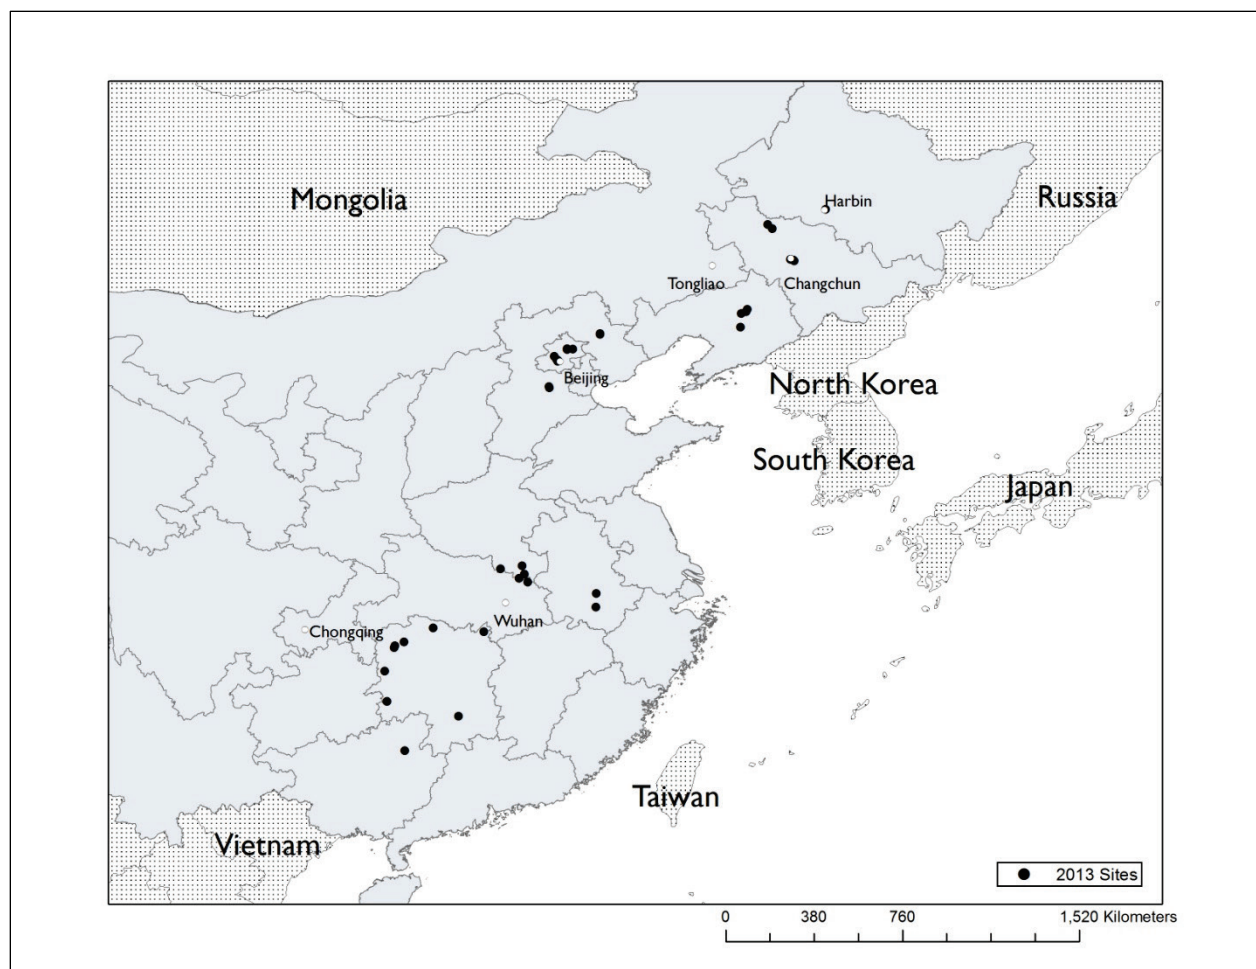 Mongolia
Russia
Harbin
Tongliao
Changchun
Beijing
North Korea
South Korea
Japan
Wuhan
Chongqing
Taiwan
Vietnam
2013 Sites
0 380 760 1,520 Kilometers